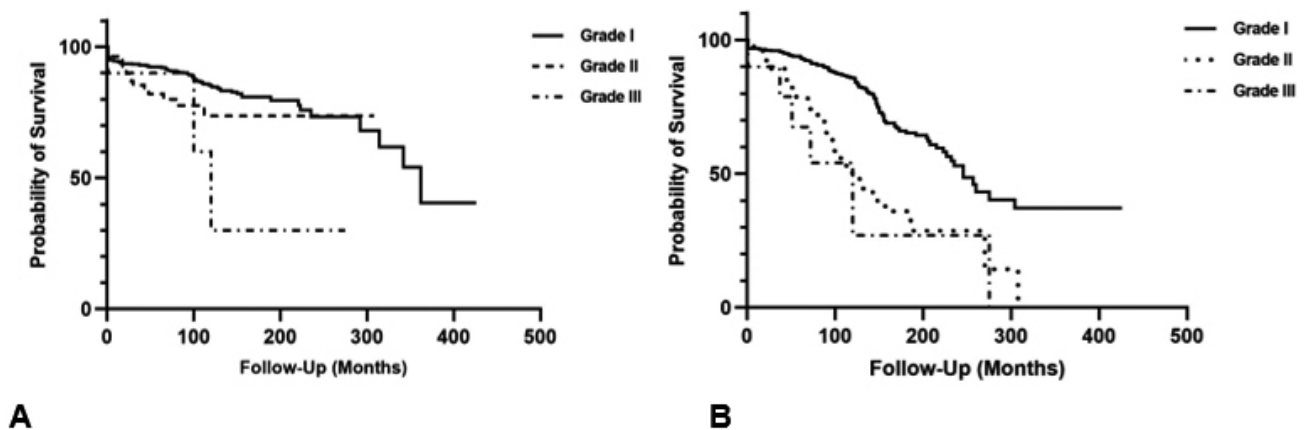 Probability of Survival
100
50
0
0 100 200 300 400 500
Follow-Up (Months)
Grade I
Grade II
Grade III
A
Probability of Survival
100
50
0
0 100 200 300 400 500
Follow-Up (Months)
Grade I
Grade II
Grade III
B